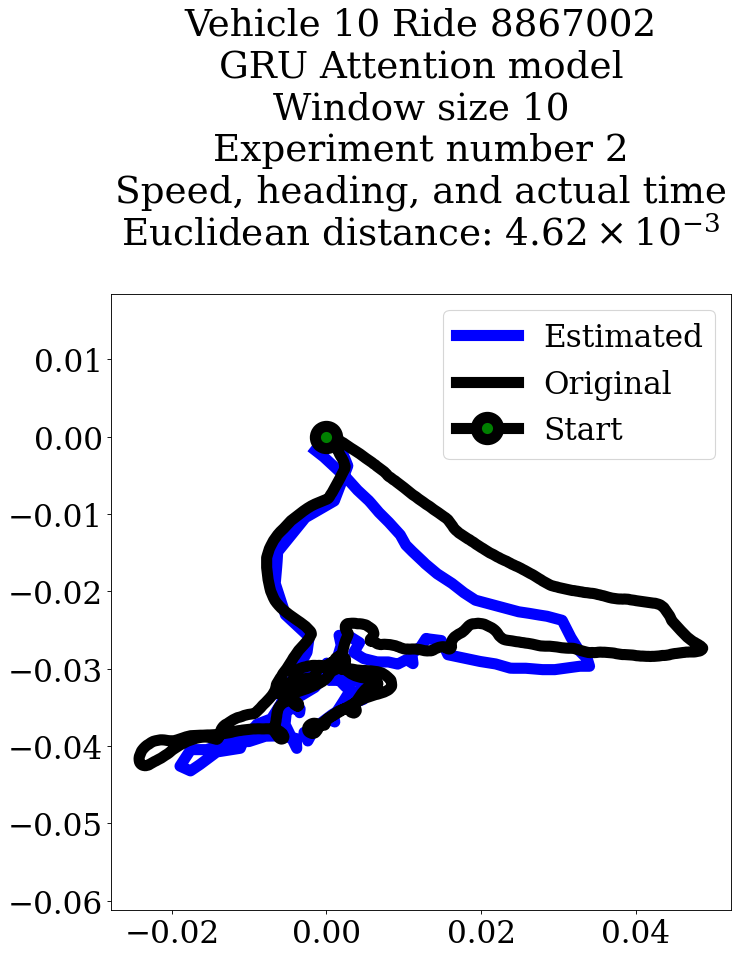 Vehicle 10 Ride 8867002
GRU Attention model
Window size 10
Experiment number 2
Speed, heading, and actual time
Euclidean distance: 4.62 × 10⁻³
Estimated
Original
Start
0.01
0.00
−0.01
−0.02
−0.03
−0.04
−0.05
−0.06
−0.02
0.00
0.02
0.04